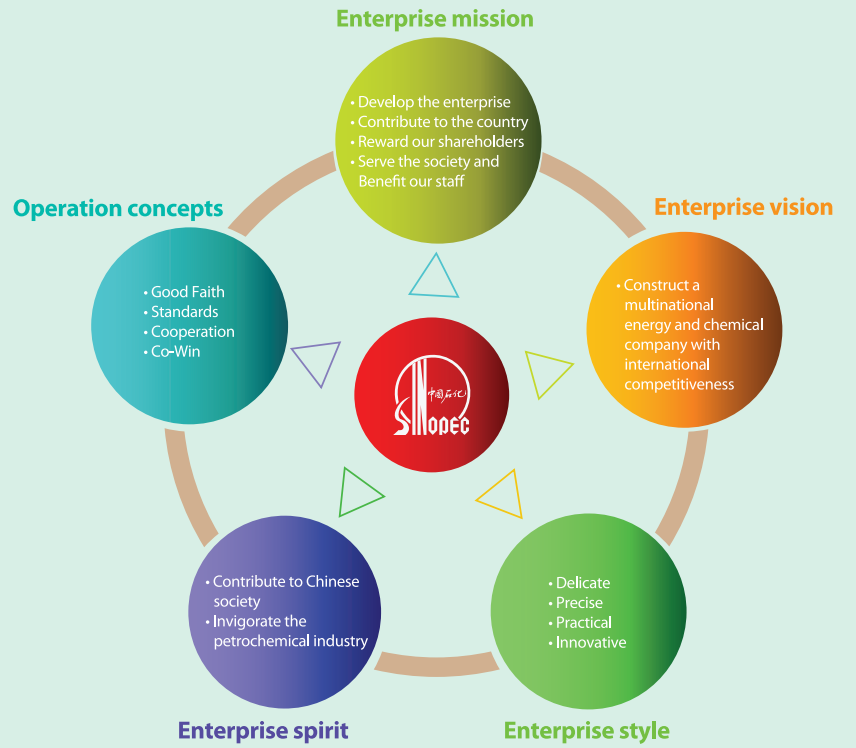 Enterprise mission
• Develop the enterprise
• Contribute to the country
• Reward our shareholders
• Serve the society and
Benefit our staff
Operation concepts
• Good Faith
• Standards
• Cooperation
• Co-Win
Enterprise vision
• Construct a
multinational
energy and chemical
company with
international
competitiveness
中国石化
SINOPEC
• Contribute to Chinese
society
• Invigorate the
petrochemical industry
Enterprise spirit
• Delicate
• Precise
• Practical
• Innovative
Enterprise style